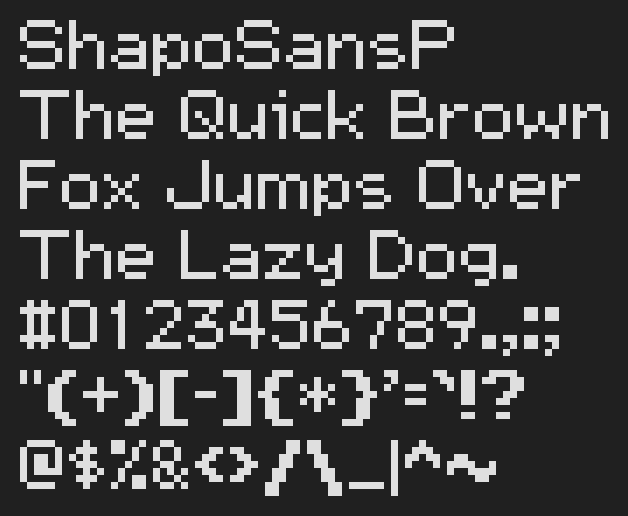 ShapoSansP
The Quick Brown
Fox Jumps Over
The Lazy Dog.
#0123456789.,:;
"(+)[-]{*}'=`!?
@$%&<>/\_|^~